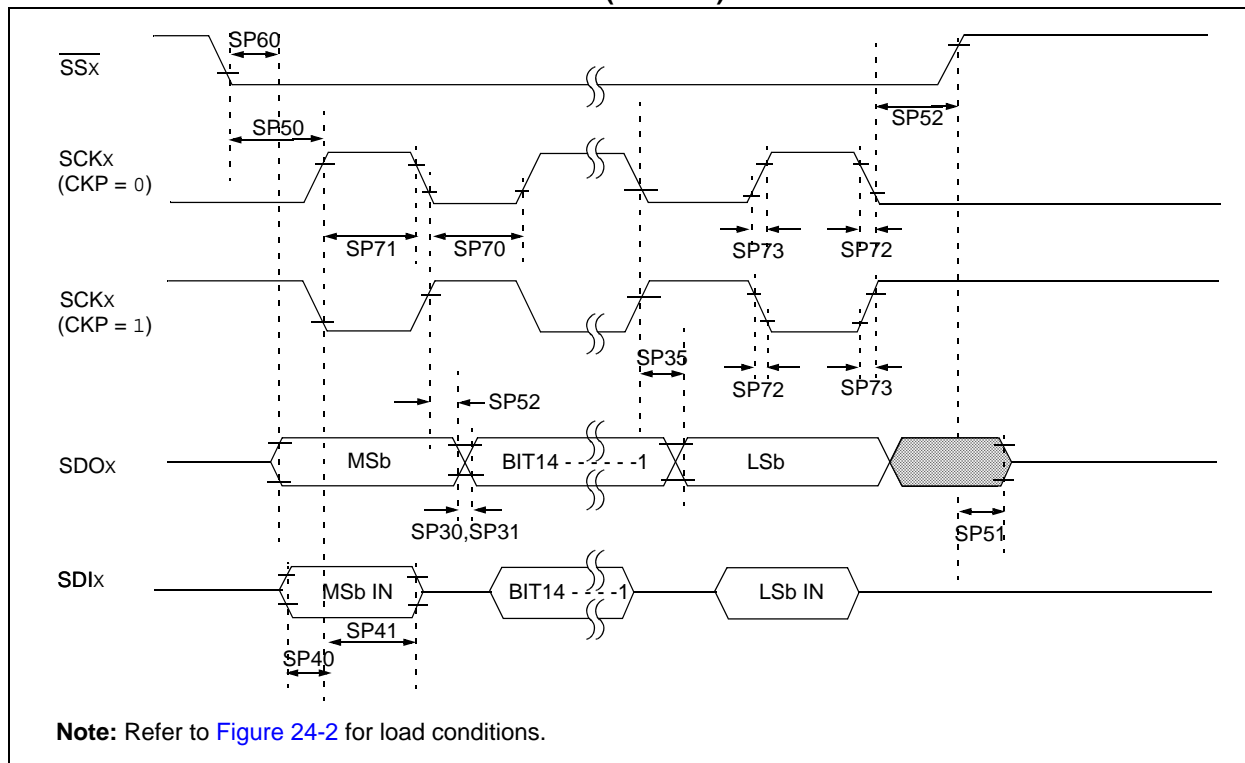 SP60
SSX
SP50
SP52
SCKX
(CKP = 0)
SP71
SP70
SP73
SP72
SCKX
(CKP = 1)
SP35
SP72
SP73
SP52
SDOX
MSb
BIT14 - - - - - -1
LSb
SP30,SP31
SP51
SDIX
MSb IN
BIT14 - - - -1
LSb IN
SP41
SP40
Note: Refer to Figure 24-2 for load conditions.